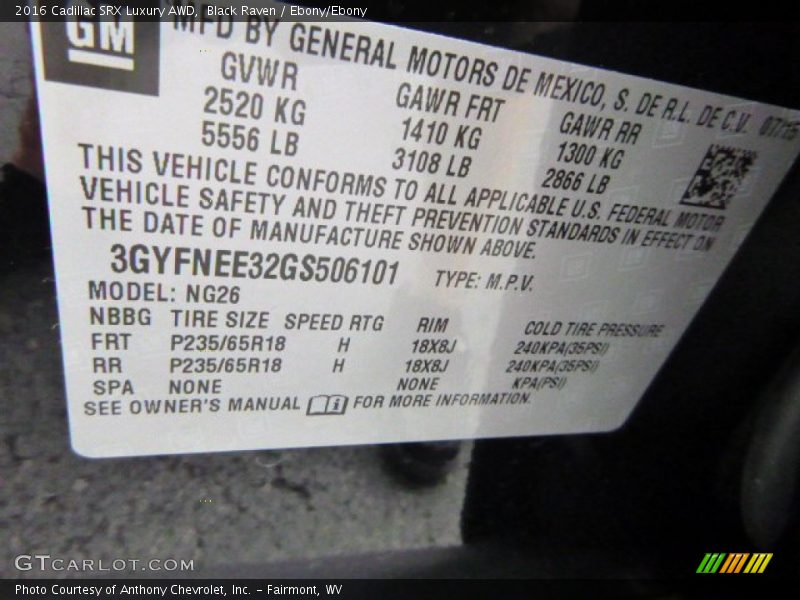 2016 Cadillac SRX Luxury AWD, Black Raven / Ebony/Ebony
GM
MFD BY GENERAL MOTORS DE MEXICO, S. DE R.L. DE C.V. 07/15
GVWR GAWR FRT GAWR RR
2520 KG 1410 KG 1300 KG
5556 LB 3108 LB 2866 LB
THIS VEHICLE CONFORMS TO ALL APPLICABLE U.S. FEDERAL MOTOR
VEHICLE SAFETY AND THEFT PREVENTION STANDARDS IN EFFECT ON
THE DATE OF MANUFACTURE SHOWN ABOVE.
3GYFNEE32GS506101 TYPE: M.P.V.
MODEL: NG26
NBBG TIRE SIZE SPEED RTG RIM COLD TIRE PRESSURE
FRT P235/65R18 H 18X8J 240KPA(35PSI)
RR P235/65R18 H 18X8J 240KPA(35PSI)
SPA NONE NONE KPA(PSI)
SEE OWNER'S MANUAL FOR MORE INFORMATION.
GTCARLOT.COM
Photo Courtesy of Anthony Chevrolet, Inc. – Fairmont, WV